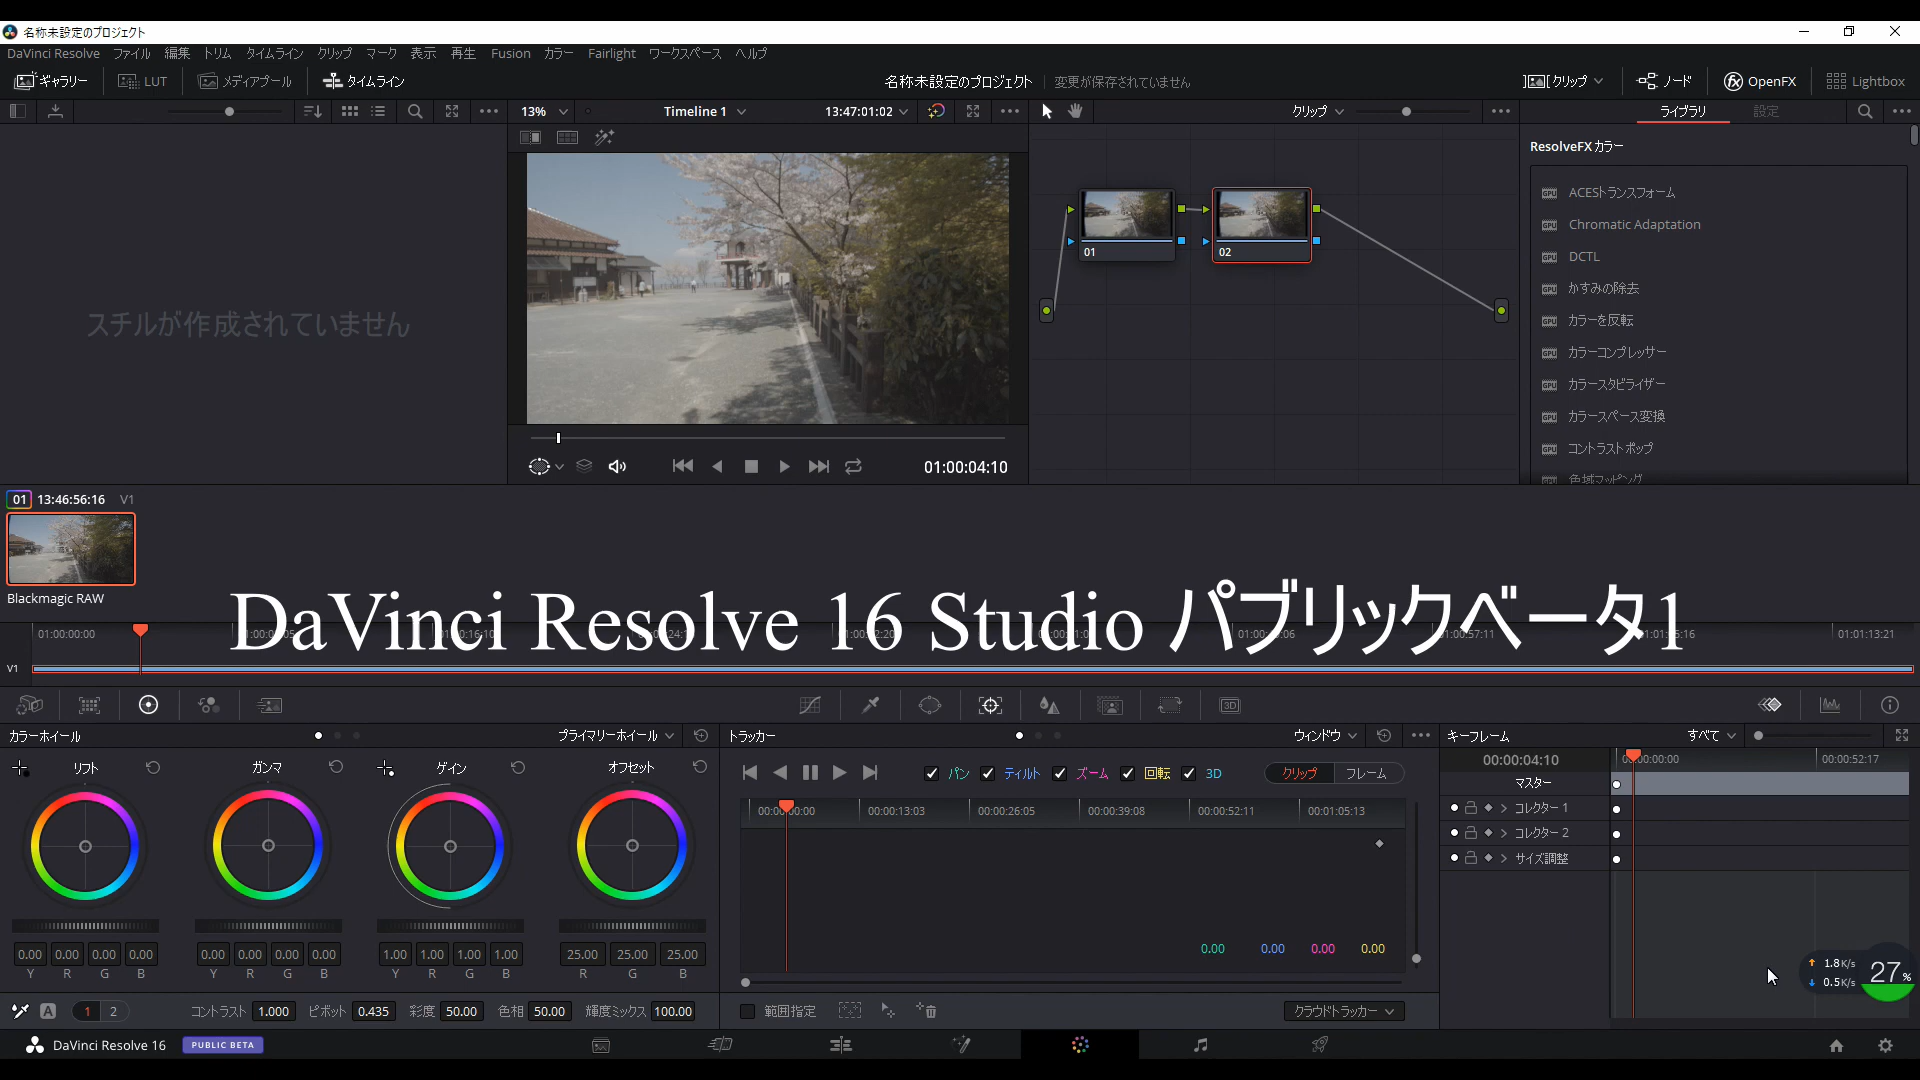 名称未設定のプロジェクト
DaVinci Resolve ファイル 編集 トリム タイムライン クリップ マーク 表示 再生 Fusion カラー Fairlight ワークスペース ヘルプ
ギャラリー LUT メディアプール タイムライン 名称未設定のプロジェクト 変更が保存されていません クリップ ノード OpenFX Lightbox
13% Timeline 1 13:47:01:02 クリップ ライブラリ 設定
ResolveFX カラー
ACESトランスフォーム
Chromatic Adaptation
DCTL
かすみの除去
カラーを反転
カラーコンプレッサー
カラースタビライザー
カラースペース変換
コントラストポップ
色域マッピング
01
02
スチルが作成されていません
01:00:04:10
01 13:46:56:16 V1
Blackmagic RAW
DaVinci Resolve 16 Studio パブリックベータ1
01:00:00:00
01:01:13:21
V1
カラーホイール プライマリーホイール トラッカー ウィンドウ キーフレーム すべて
リフト ガンマ ゲイン オフセット
パン ティルト ズーム 回転 3D クリップ フレーム
00:00:04:10 00:00:52:17
マスター
00:00:13:03 00:00:26:05 00:00:39:08 00:00:52:11 00:01:05:13
コレクター 1
コレクター 2
サイズ調整
0.00 0.00 0.00 0.00 0.00 0.00 0.00 0.00 1.00 1.00 1.00 1.00 25.00 25.00 25.00
Y R G B Y R G B Y R G B R G B
0.00 0.00 0.00 0.00
1.8K/s
0.5K/s
27%
A 1 2 コントラスト 1.000 ピボット 0.435 彩度 50.00 色相 50.00 輝度ミックス 100.00 範囲指定 クラウドトラッカー
DaVinci Resolve 16 PUBLIC BETA